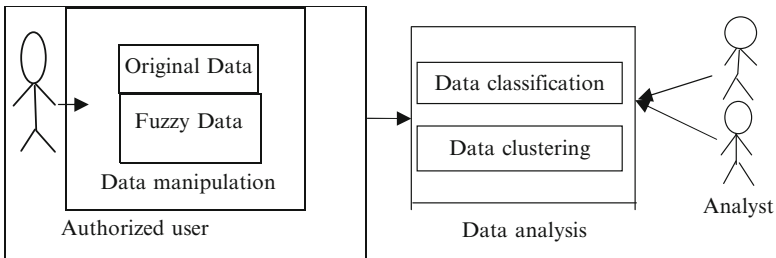 Original Data
Fuzzy Data
Data manipulation
Authorized user
Data classification
Data clustering
Data analysis
Analyst